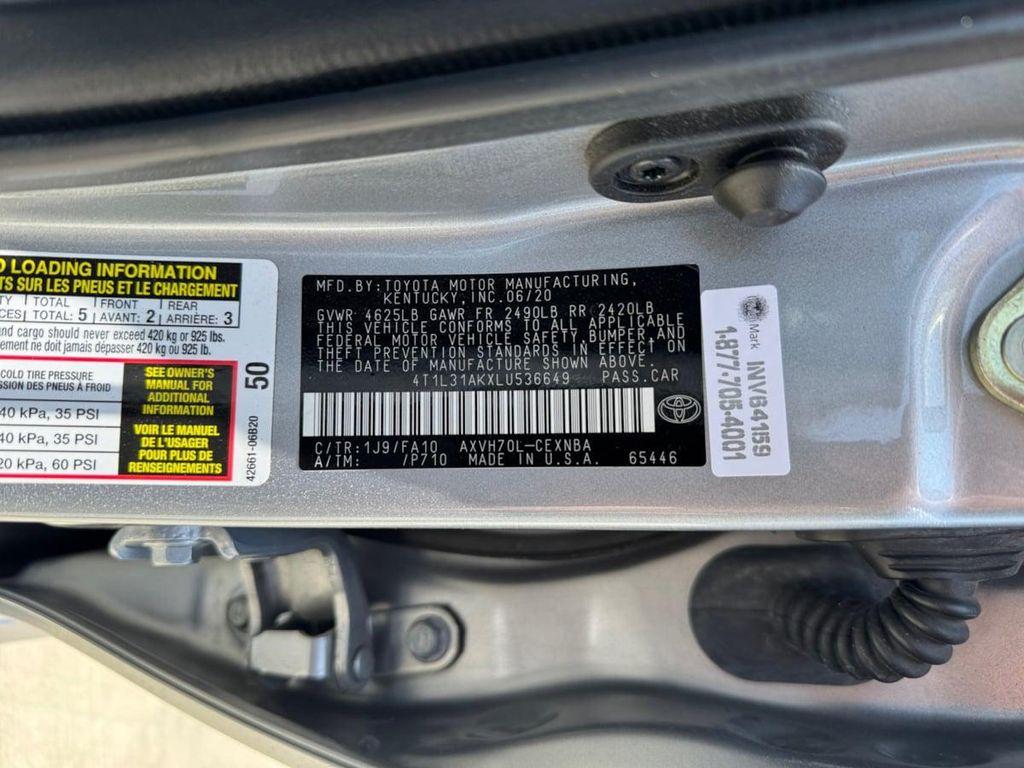 O LOADING INFORMATION
TS SUR LES PNEUS ET LE CHARGEMENT
TY TOTAL FRONT REAR
CES TOTAL: 5 AVANT: 2 ARRIÈRE: 3
and cargo should never exceed 420 kg or 925 lbs.
ement ne doit jamais dépasser 420 kg ou 925 lb.
COLD TIRE PRESSURE
ESSION DES PNEUS À FROID
40 kPa, 35 PSI
40 kPa, 35 PSI
20 kPa, 60 PSI
SEE OWNER'S
MANUAL FOR
ADDITIONAL
INFORMATION
VOIR LE MANUEL
DE L'USAGER
POUR PLUS DE
RENSEIGNEMENTS
50
42661-06B20
MFD. BY: TOYOTA MOTOR MANUFACTURING,
KENTUCKY, INC. 06/20
GVWR 4625LB GAWR FR 2490LB RR 2420LB
THIS VEHICLE CONFORMS TO ALL APPLICABLE
FEDERAL MOTOR VEHICLE SAFETY, BUMPER, AND
THEFT PREVENTION STANDARDS IN EFFECT ON
THE DATE OF MANUFACTURE SHOWN ABOVE.
4T1L31AKXLU536649 PASS.CAR
C/TR: 1J9/FA10 AXVH70L-CEXNBA
A/TM: /P710 MADE IN U.S.A. 65446
Mark INV64159
1-877-705-4001